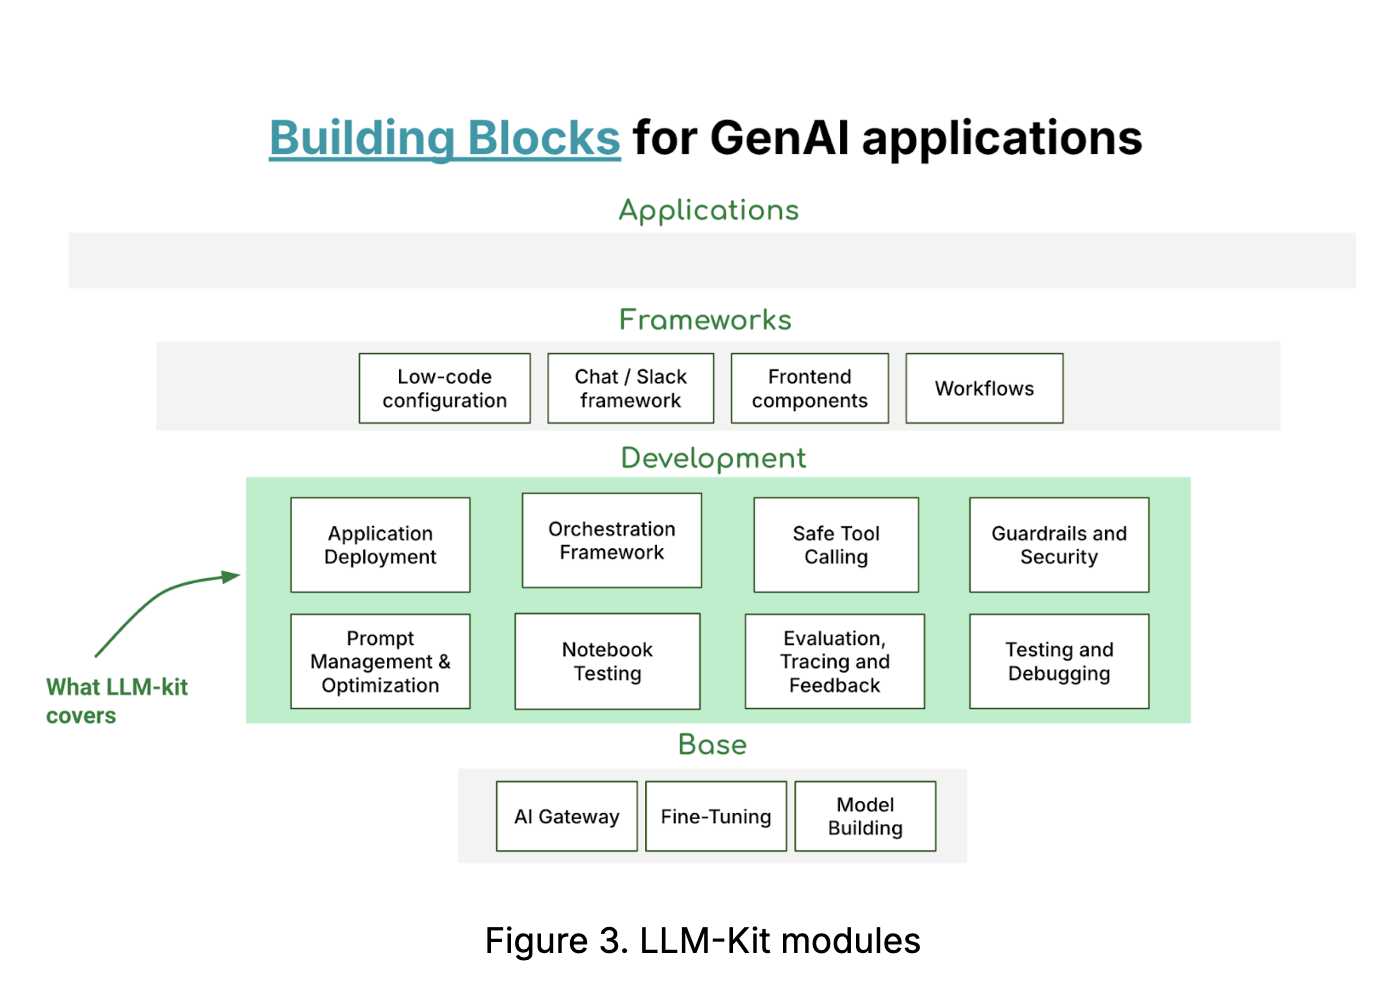 Building Blocks for GenAI applications
Applications
Frameworks
Low-code
configuration
Chat / Slack
framework
Frontend
components
Workflows
Development
Application
Deployment
Orchestration
Framework
Safe Tool
Calling
Guardrails and
Security
Prompt
Management &
Optimization
Notebook
Testing
Evaluation,
Tracing and
Feedback
Testing and
Debugging
What LLM-kit
covers
Base
AI Gateway
Fine-Tuning
Model
Building
Figure 3. LLM-Kit modules